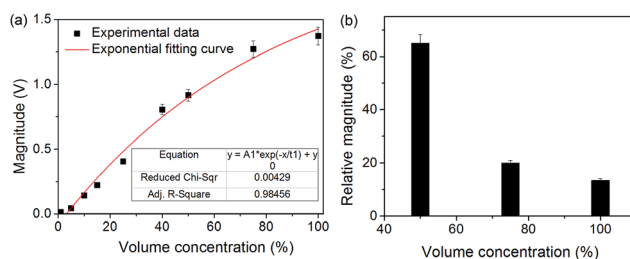 (a)
Experimental data
Exponential fitting curve
1.5
1.0
0.5
0.0
Magnitude (V)
Equation
y = A1*exp(-x/t1) + y
0
Reduced Chi-Sqr
0.00429
Adj. R-Square
0.98456
0
20
40
60
80
100
Volume concentration (%)
(b)
80
60
40
20
0
Relative magnitude (%)
40
60
80
100
Volume concentration (%)